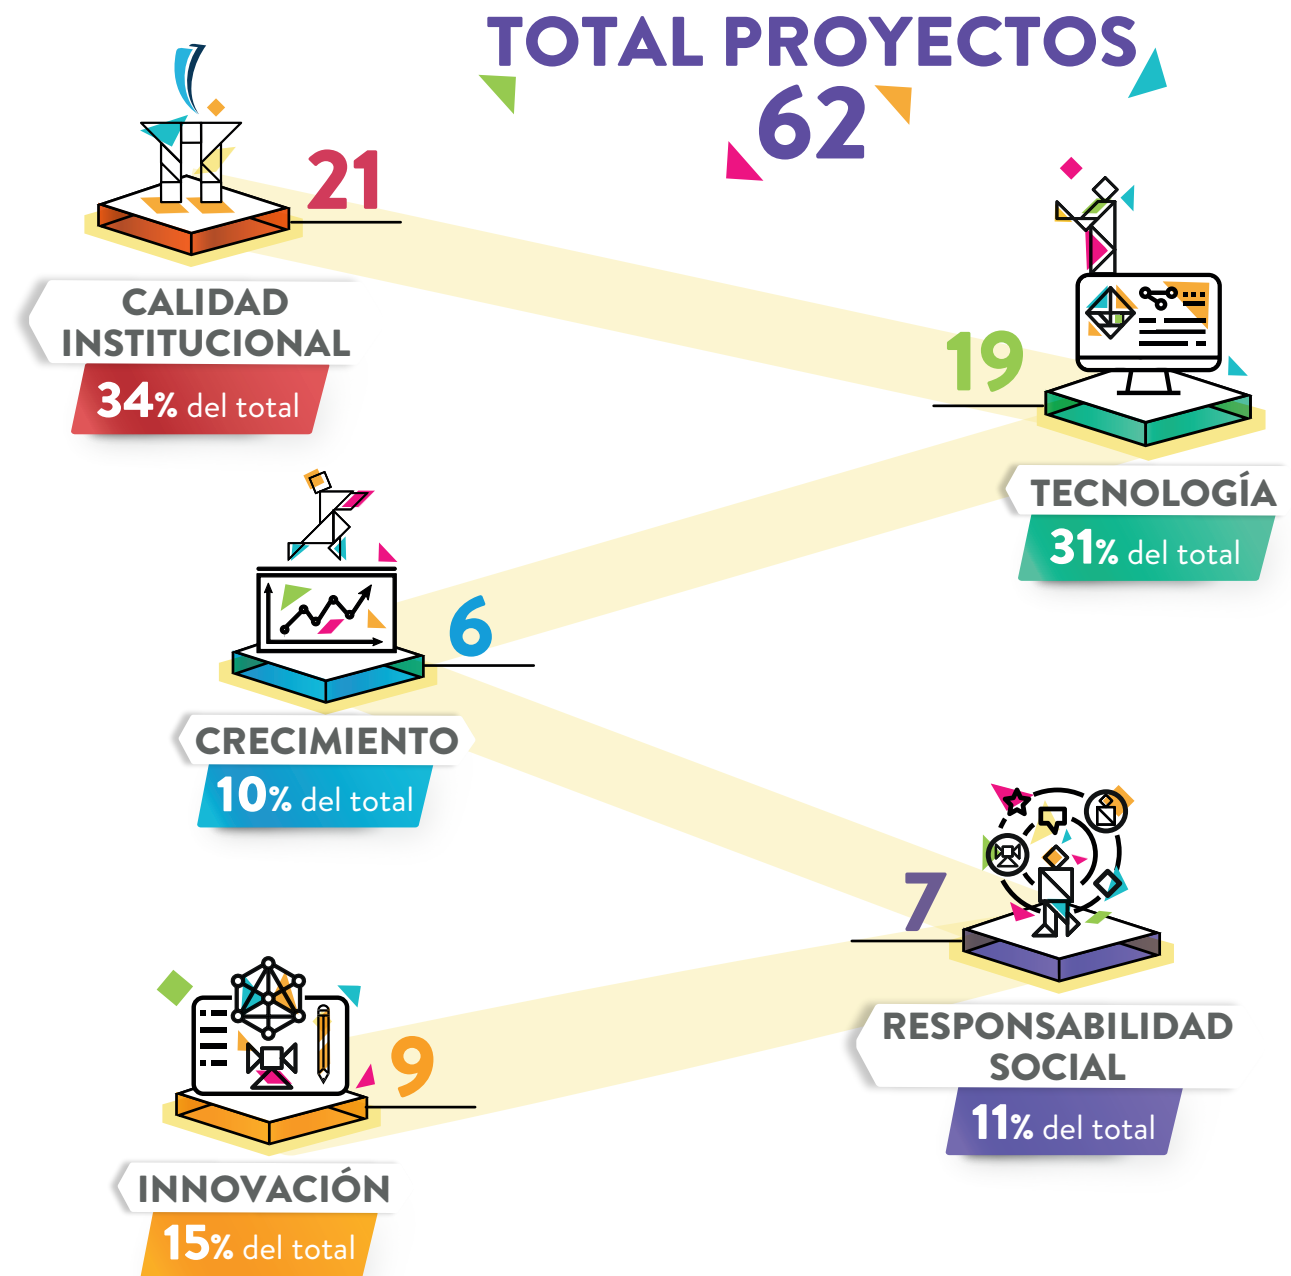 TOTAL PROYECTOS
62
21
CALIDAD
INSTITUCIONAL
34% del total
19
TECNOLOGÍA
31% del total
6
CRECIMIENTO
10% del total
7
RESPONSABILIDAD
SOCIAL
11% del total
9
INNOVACIÓN
15% del total